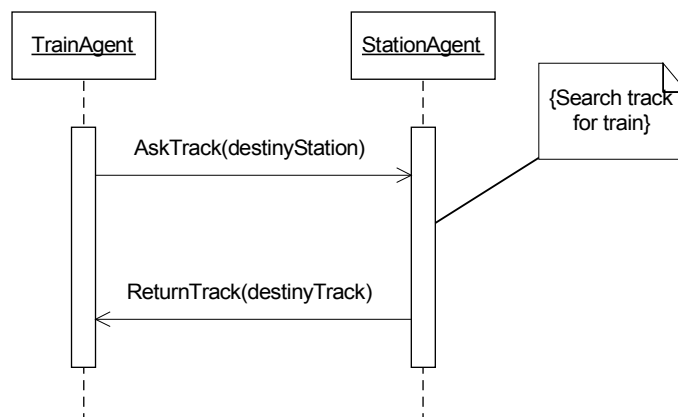 TrainAgent
StationAgent
{Search track
for train}
AskTrack(destinyStation)
ReturnTrack(destinyTrack)